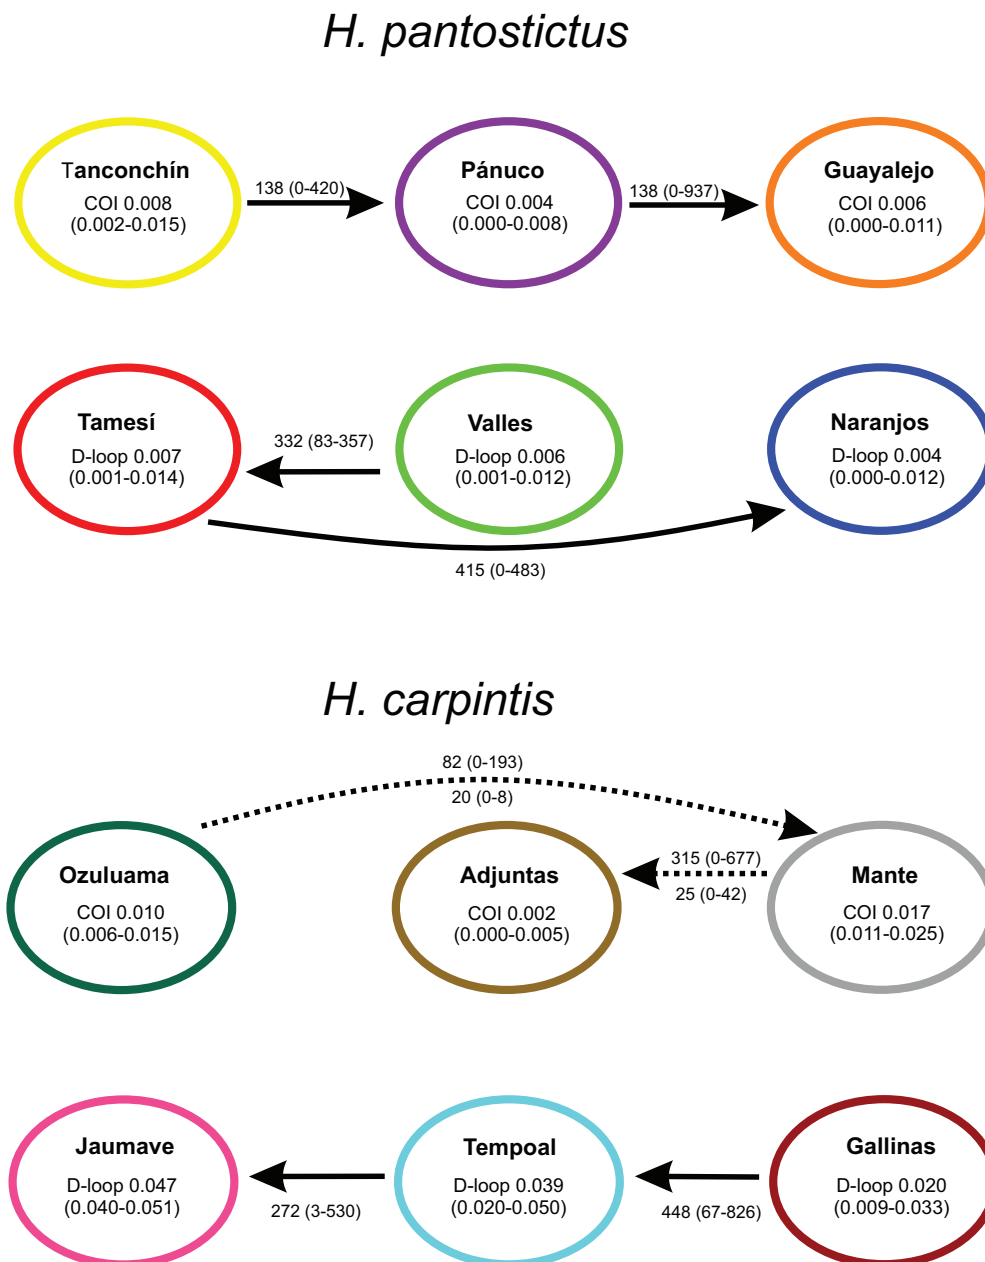 H. pantostictus
Tanconchín
COI 0.008
(0.002-0.015)
138 (0-420)
Pánuco
COI 0.004
(0.000-0.008)
138 (0-937)
Guayalejo
COI 0.006
(0.000-0.011)
Tamesí
D-loop 0.007
(0.001-0.014)
332 (83-357)
Valles
D-loop 0.006
(0.001-0.012)
Naranjos
D-loop 0.004
(0.000-0.012)
415 (0-483)
H. carpintis
82 (0-193)
20 (0-8)
Ozuluama
COI 0.010
(0.006-0.015)
Adjuntas
COI 0.002
(0.000-0.005)
315 (0-677)
25 (0-42)
Mante
COI 0.017
(0.011-0.025)
Jaumave
D-loop 0.047
(0.040-0.051)
272 (3-530)
Tempoal
D-loop 0.039
(0.020-0.050)
448 (67-826)
Gallinas
D-loop 0.020
(0.009-0.033)